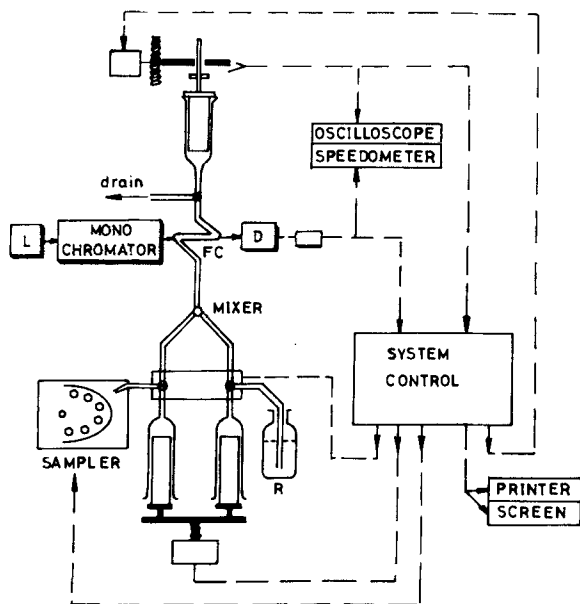 OSCILLOSCOPE
SPEEDOMETER
drain
L
MONO
CHROMATOR
FC
D
MIXER
SYSTEM
CONTROL
SAMPLER
R
PRINTER
SCREEN